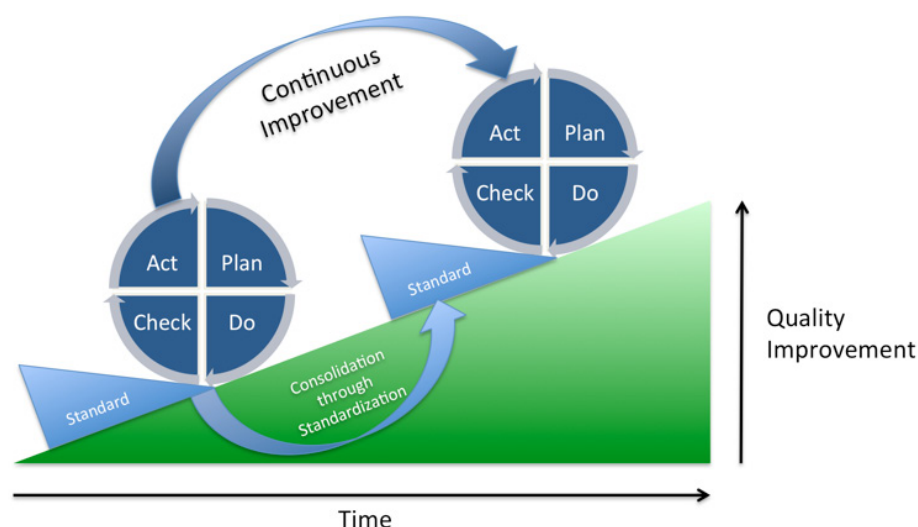 Continuous
Improvement
Act
Plan
Check
Do
Standard
Act
Plan
Check
Do
Standard
Consolidation
through
Standardization
Quality
Improvement
Time